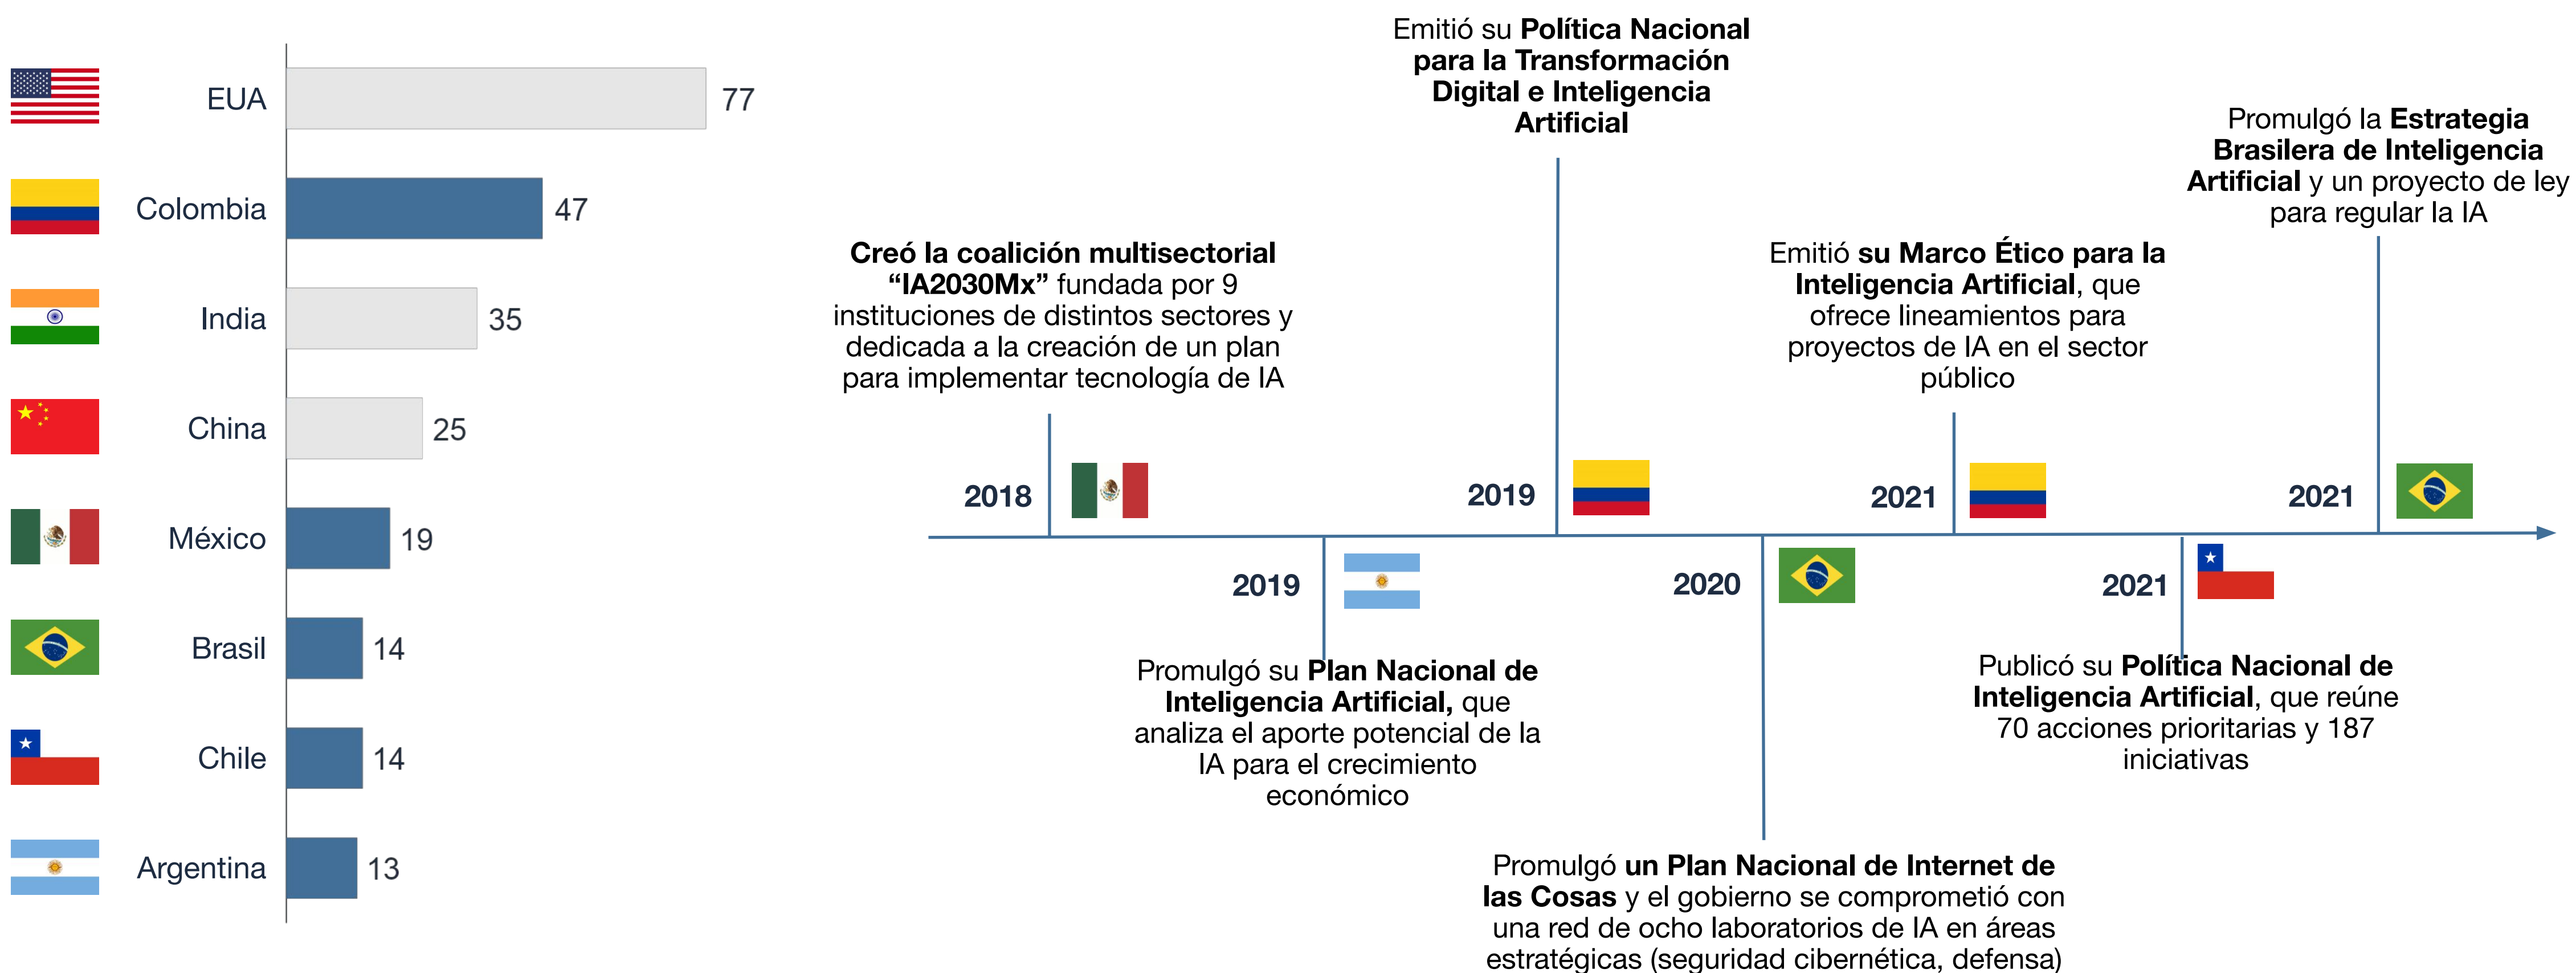 EUA
77
Colombia
47
India
35
China
25
México
19
Brasil
14
Chile
14
Argentina
13
Creó la coalición multisectorial
“IA2030Mx” fundada por 9
instituciones de distintos sectores y
dedicada a la creación de un plan
para implementar tecnología de IA
2018
2019
Promulgó su Plan Nacional de
Inteligencia Artificial, que
analiza el aporte potencial de la
IA para el crecimiento
económico
Emitió su Política Nacional
para la Transformación
Digital e Inteligencia
Artificial
2019
2020
Promulgó un Plan Nacional de Internet de
las Cosas y el gobierno se comprometió con
una red de ocho laboratorios de IA en áreas
estratégicas (seguridad cibernética, defensa)
Emitió su Marco Ético para la
Inteligencia Artificial, que
ofrece lineamientos para
proyectos de IA en el sector
público
2021
2021
Publicó su Política Nacional de
Inteligencia Artificial, que reúne
70 acciones prioritarias y 187
iniciativas
Promulgó la Estrategia
Brasilera de Inteligencia
Artificial y un proyecto de ley
para regular la IA
2021